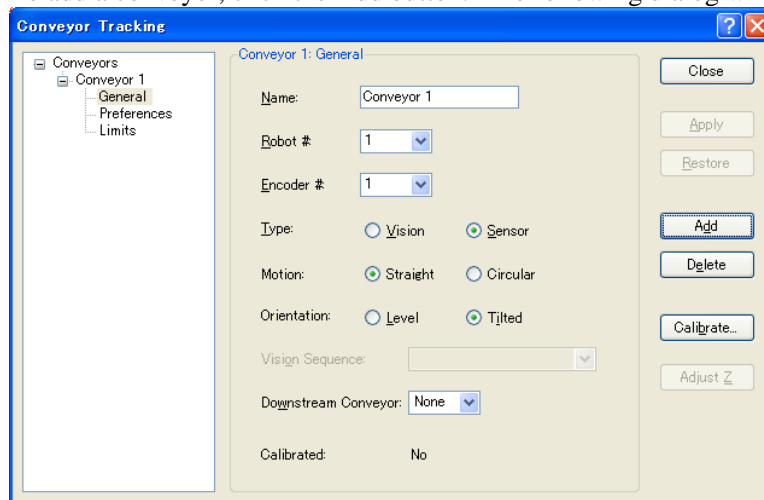 Conveyor Tracking
Conveyors
Conveyor 1
General
Preferences
Limits
Conveyor 1: General
Name: Conveyor 1
Robot #: 1
Encoder #: 1
Type: Vision Sensor
Motion: Straight Circular
Orientation: Level Tilted
Vision Sequence:
Downstream Conveyor: None
Calibrated: No
Close
Apply
Restore
Add
Delete
Calibrate...
Adjust Z